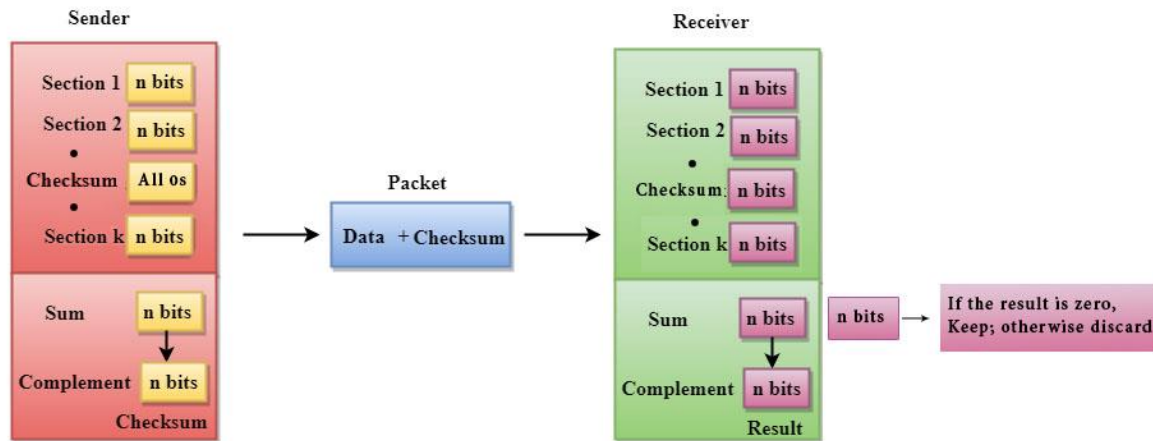 Sender
Section 1 n bits
Section 2 n bits
Checksum All 0s
Section k n bits
Sum n bits
Complement n bits
Checksum
Packet
Data + Checksum
Receiver
Section 1 n bits
Section 2 n bits
Checksum: n bits
Section k n bits
Sum n bits
Complement n bits
Result
n bits
If the result is zero,
Keep; otherwise discard